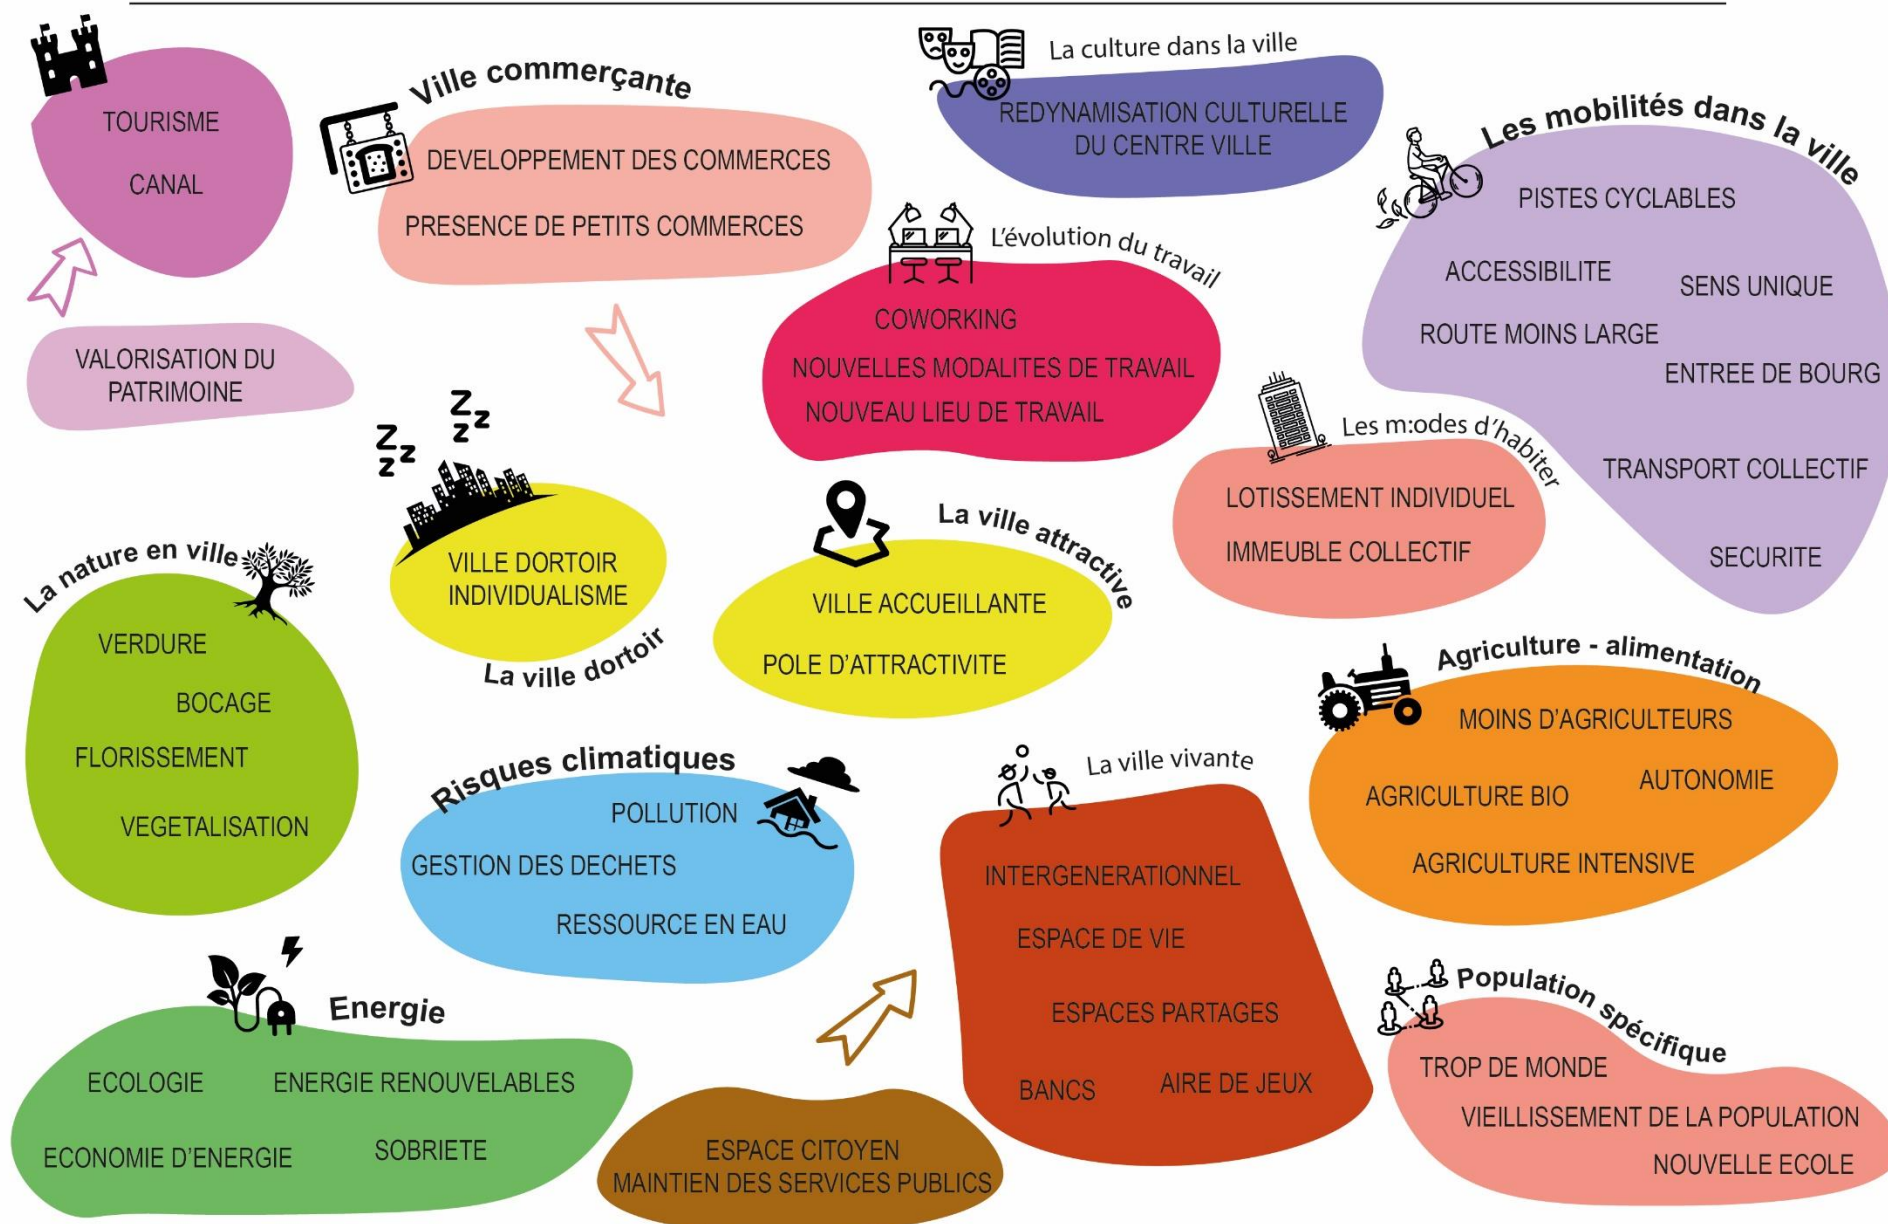 TOURISME
CANAL
VALORISATION DU
PATRIMOINE
Ville commerçante
DEVELOPPEMENT DES COMMERCES
PRESENCE DE PETITS COMMERCES
La culture dans la ville
REDYNAMISATION CULTURELLE
DU CENTRE VILLE
L'évolution du travail
COWORKING
NOUVELLES MODALITES DE TRAVAIL
NOUVEAU LIEU DE TRAVAIL
Les mobilités dans la ville
PISTES CYCLABLES
ACCESSIBILITE
SENS UNIQUE
ROUTE MOINS LARGE
ENTREE DE BOURG
TRANSPORT COLLECTIF
SECURITE
Les m:odes d'habiter
LOTISSEMENT INDIVIDUEL
IMMEUBLE COLLECTIF
Z z
z z
Z z
z z
VILLE DORTOIR
INDIVIDUALISME
La ville dortoir
La ville attractive
VILLE ACCUEILLANTE
POLE D'ATTRACTIVITE
La nature en ville
VERDURE
BOCAGE
FLORISSEMENT
VEGETALISATION
Risques climatiques
POLLUTION
GESTION DES DECHETS
RESSOURCE EN EAU
La ville vivante
INTERGENERATIONNEL
ESPACE DE VIE
ESPACES PARTAGES
BANCS
AIRE DE JEUX
Agriculture - alimentation
MOINS D'AGRICULTEURS
AUTONOMIE
AGRICULTURE BIO
AGRICULTURE INTENSIVE
Energie
ECOLOGIE
ENERGIE RENOUVELABLES
ECONOMIE D'ENERGIE
SOBRIETE
ESPACE CITOYEN
MAINTIEN DES SERVICES PUBLICS
Population spécifique
TROP DE MONDE
VIEILLISSEMENT DE LA POPULATION
NOUVELLE ECOLE